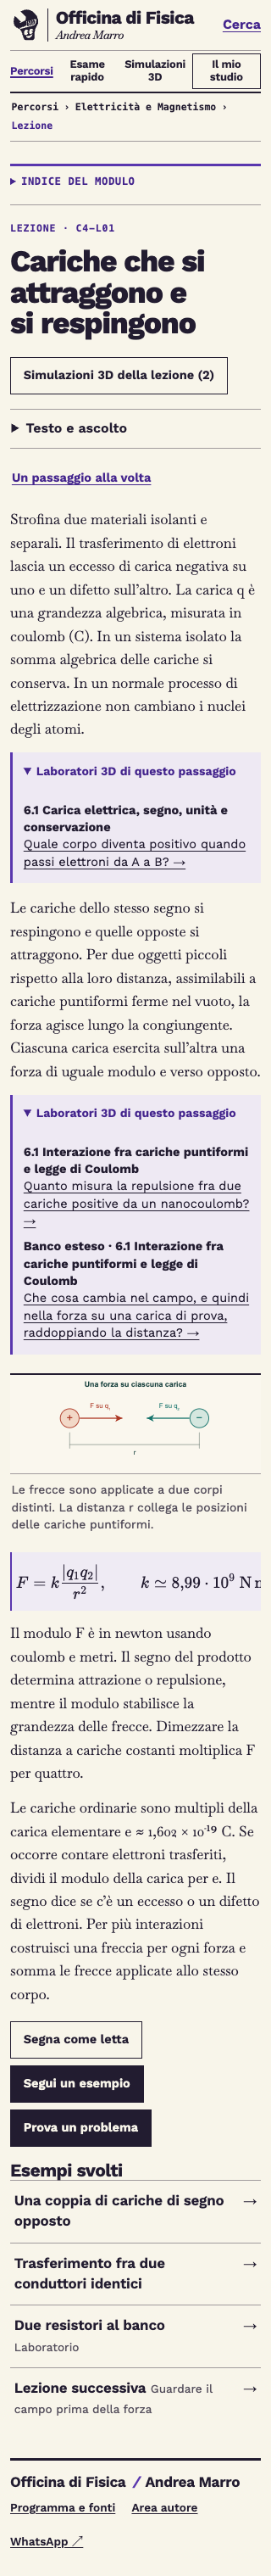 Officina di Fisica
Andrea Marro
Cerca
Percorsi
Esame
rapido
Simulazioni
3D
Il mio
studio
Percorsi › Elettricità e Magnetismo ›
Lezione
▶ INDICE DEL MODULO
LEZIONE · C4–L01
Cariche che si
attraggono e
si respingono
Simulazioni 3D della lezione (2)
▶ Testo e ascolto
Un passaggio alla volta
Strofina due materiali isolanti e
separali. Il trasferimento di elettroni
lascia un eccesso di carica negativa su
uno e un difetto sull’altro. La carica q è
una grandezza algebrica, misurata in
coulomb (C). In un sistema isolato la
somma algebrica delle cariche si
conserva. In un normale processo di
elettrizzazione non cambiano i nuclei
degli atomi.
▼ Laboratori 3D di questo passaggio
6.1 Carica elettrica, segno, unità e
conservazione
Quale corpo diventa positivo quando
passi elettroni da A a B? →
Le cariche dello stesso segno si
respingono e quelle opposte si
attraggono. Per due oggetti piccoli
rispetto alla loro distanza, assimilabili a
cariche puntiformi ferme nel vuoto, la
forza agisce lungo la congiungente.
Ciascuna carica esercita sull’altra una
forza di uguale modulo e verso opposto.
▼ Laboratori 3D di questo passaggio
6.1 Interazione fra cariche puntiformi
e legge di Coulomb
Quanto misura la repulsione fra due
cariche positive da un nanocoulomb?
→
Banco esteso · 6.1 Interazione fra
cariche puntiformi e legge di
Coulomb
Che cosa cambia nel campo, e quindi
nella forza su una carica di prova,
raddoppiando la distanza? →
Una forza su ciascuna carica
F su q₁
F su q₂
+
−
r
Le frecce sono applicate a due corpi
distinti. La distanza r collega le posizioni
delle cariche puntiformi.
F = k |q₁q₂| / r², k ≃ 8,99 · 10⁹ N
Il modulo F è in newton usando
coulomb e metri. Il segno del prodotto
determina attrazione o repulsione,
mentre il modulo stabilisce la
grandezza delle frecce. Dimezzare la
distanza a cariche costanti moltiplica F
per quattro.
Le cariche ordinarie sono multipli della
carica elementare e ≈ 1,602 × 10⁻¹⁹ C. Se
occorre contare elettroni trasferiti,
dividi il modulo della carica per e. Il
segno dice se c’è un eccesso o un difetto
di elettroni. Per più interazioni
costruisci una freccia per ogni forza e
somma le frecce applicate allo stesso
corpo.
Segna come letta
Segui un esempio
Prova un problema
Esempi svolti
Una coppia di cariche di segno
opposto →
Trasferimento fra due
conduttori identici →
Due resistori al banco →
Laboratorio
Lezione successiva Guardare il
campo prima della forza →
Officina di Fisica / Andrea Marro
Programma e fonti
Area autore
WhatsApp ↗